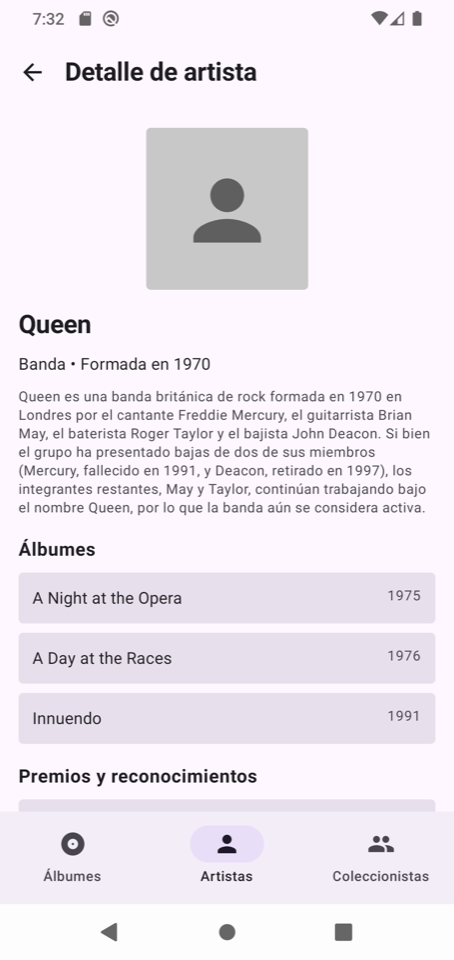 7:32
Detalle de artista
Queen
Banda • Formada en 1970
Queen es una banda británica de rock formada en 1970 en
Londres por el cantante Freddie Mercury, el guitarrista Brian
May, el baterista Roger Taylor y el bajista John Deacon. Si bien
el grupo ha presentado bajas de dos de sus miembros
(Mercury, fallecido en 1991, y Deacon, retirado en 1997), los
integrantes restantes, May y Taylor, continúan trabajando bajo
el nombre Queen, por lo que la banda aún se considera activa.
Álbumes
A Night at the Opera 1975
A Day at the Races 1976
Innuendo 1991
Premios y reconocimientos
Álbumes Artistas Coleccionistas